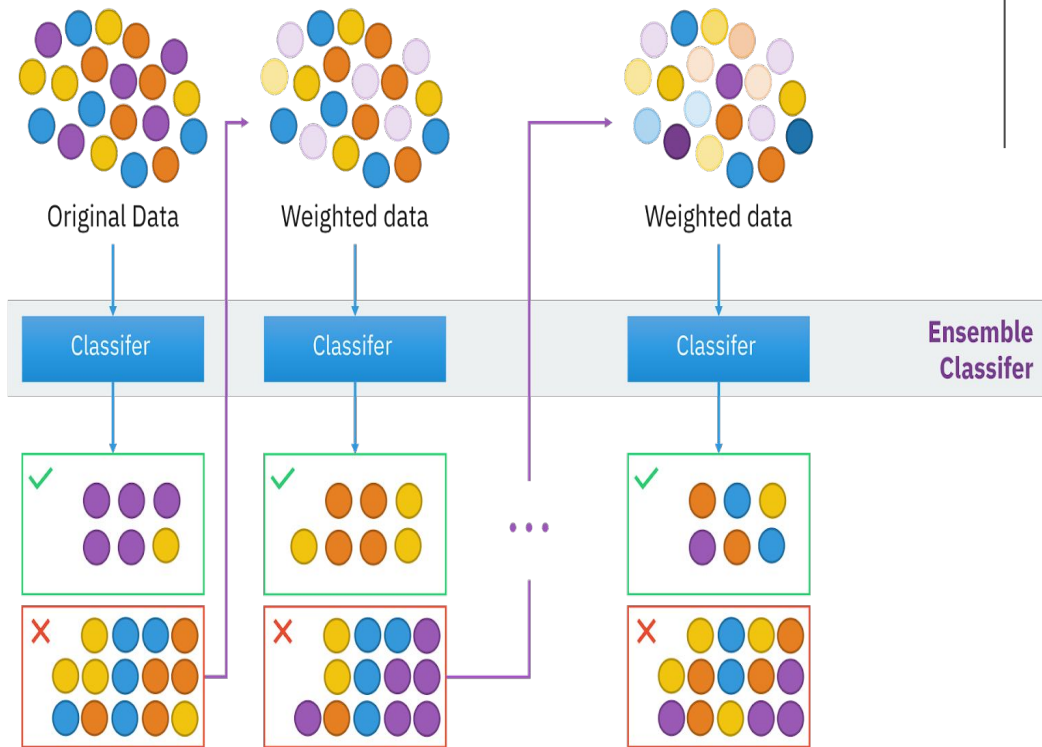 Original Data
Weighted data
Weighted data
Classifer
Classifer
Classifer
Ensemble
Classifer